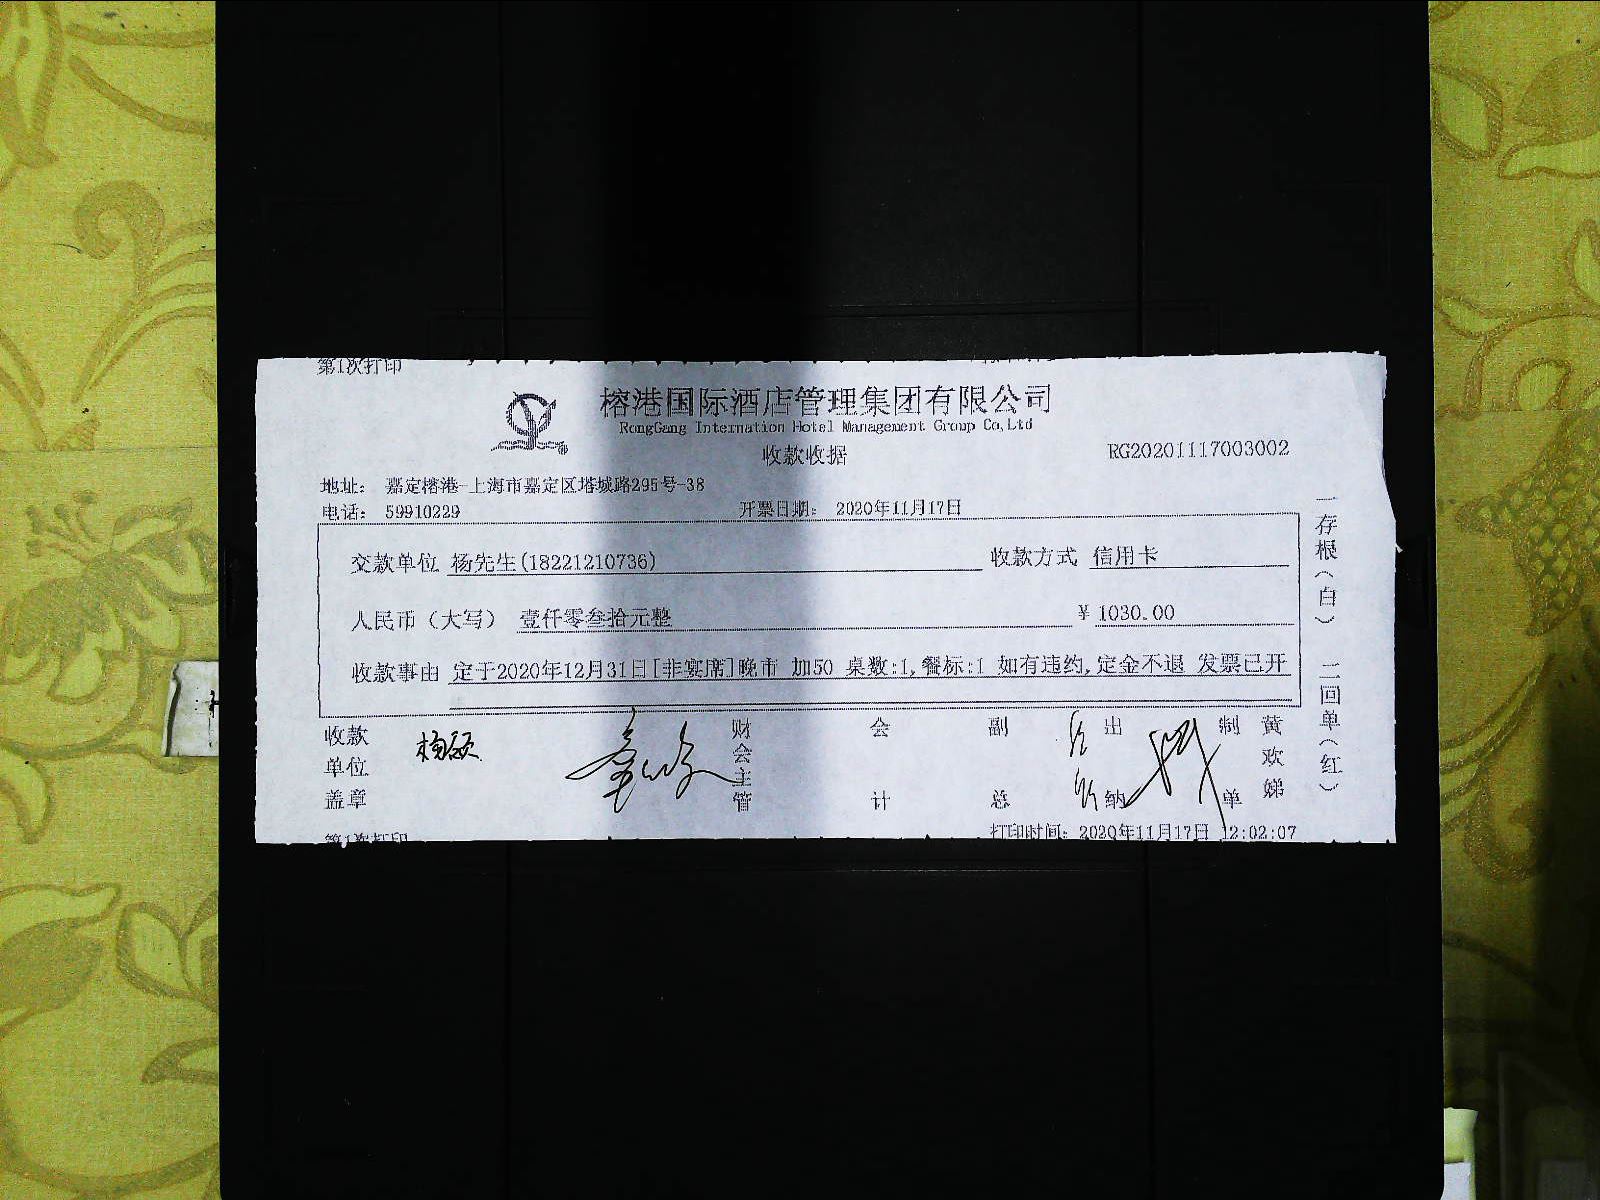 第1次打印
榕港国际酒店管理集团有限公司
RongGang Internation Hotel Management Group Co,Ltd
收款收据
RG20201117003002
地址： 嘉定榕港-上海市嘉定区塔城路295号-38
电话： 59910229 开票日期： 2020年11月17日
交款单位 杨先生(18221210736) 收款方式 信用卡
人民币（大写） 壹仟零叁拾元整 ¥ 1030.00
收款事由 定于2020年12月31日[非宴席]晚市 加50 桌数:1,餐标:1 如有违约,定金不退 发票已开
一存根（白） 二回单（红）
收款单位盖章 财会主管 会计 副总 出纳 制单 黄欢娣
第1次打印
打印时间：2020年11月17日 12:02:07